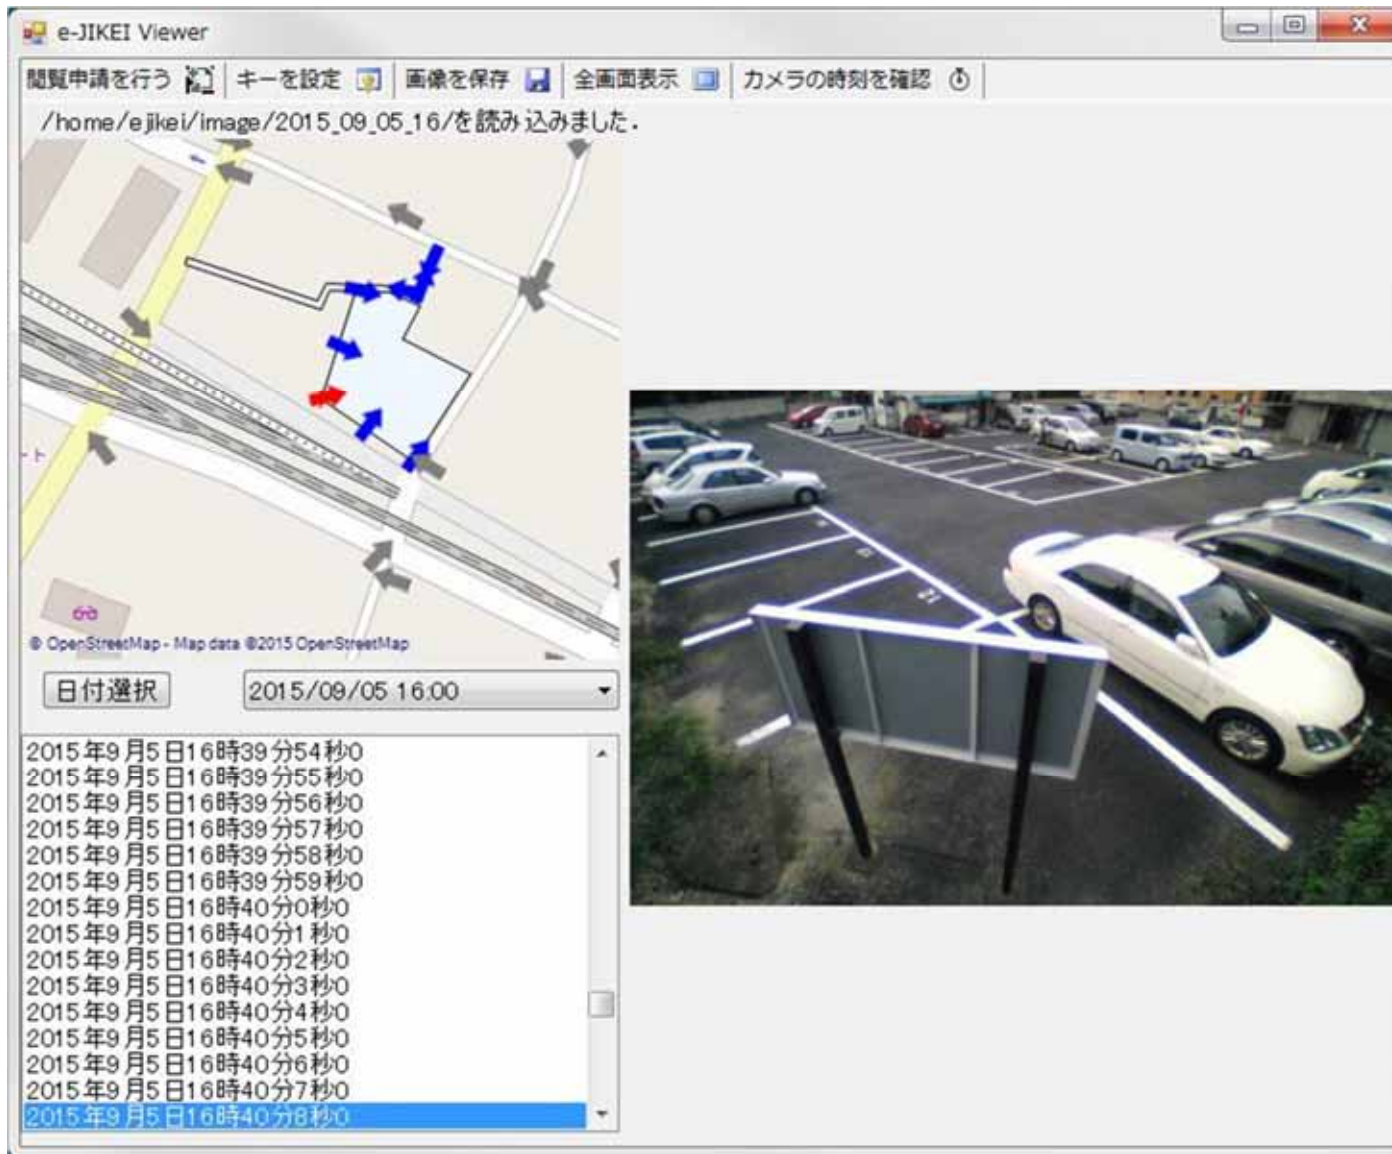 e-JIKEI Viewer
閲覧申請を行う キーを設定 画像を保存 全画面表示 カメラの時刻を確認
/home/ejikei/image/2015_09_05_16/を読み込みました.
ート
© OpenStreetMap - Map data ©2015 OpenStreetMap
日付選択 2015/09/05 16:00
2015年9月5日16時39分54秒0
2015年9月5日16時39分55秒0
2015年9月5日16時39分56秒0
2015年9月5日16時39分57秒0
2015年9月5日16時39分58秒0
2015年9月5日16時39分59秒0
2015年9月5日16時40分0秒0
2015年9月5日16時40分1秒0
2015年9月5日16時40分2秒0
2015年9月5日16時40分3秒0
2015年9月5日16時40分4秒0
2015年9月5日16時40分5秒0
2015年9月5日16時40分6秒0
2015年9月5日16時40分7秒0
2015年9月5日16時40分8秒0